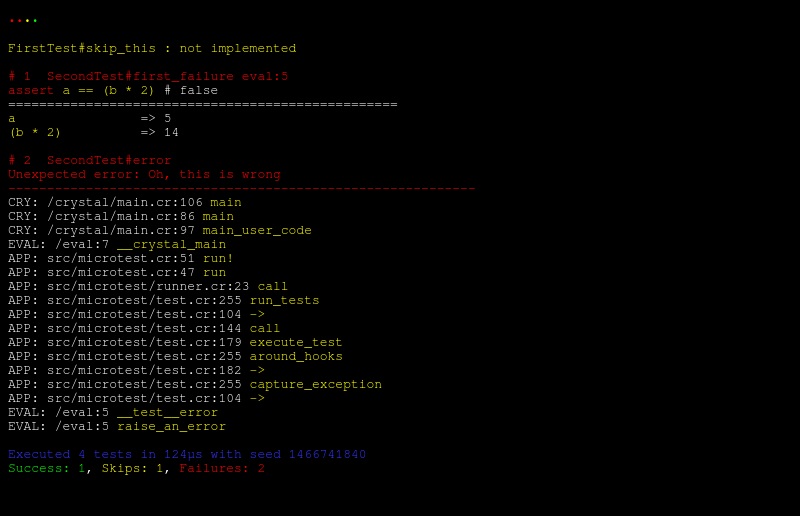 ....
FirstTest#skip_this : not implemented
# 1  SecondTest#first_failure eval:5
assert a == (b * 2) # false
==================================================
a                => 5
(b * 2)          => 14
# 2  SecondTest#error
Unexpected error: Oh, this is wrong
------------------------------------------------------------
CRY: /crystal/main.cr:106 main
CRY: /crystal/main.cr:86 main
CRY: /crystal/main.cr:97 main_user_code
EVAL: /eval:7 __crystal_main
APP: src/microtest.cr:51 run!
APP: src/microtest.cr:47 run
APP: src/microtest/runner.cr:23 call
APP: src/microtest/test.cr:255 run_tests
APP: src/microtest/test.cr:104 ->
APP: src/microtest/test.cr:144 call
APP: src/microtest/test.cr:179 execute_test
APP: src/microtest/test.cr:255 around_hooks
APP: src/microtest/test.cr:182 ->
APP: src/microtest/test.cr:255 capture_exception
APP: src/microtest/test.cr:104 ->
EVAL: /eval:5 __test__error
EVAL: /eval:5 raise_an_error
Executed 4 tests in 124µs with seed 1466741840
Success: 1, Skips: 1, Failures: 2